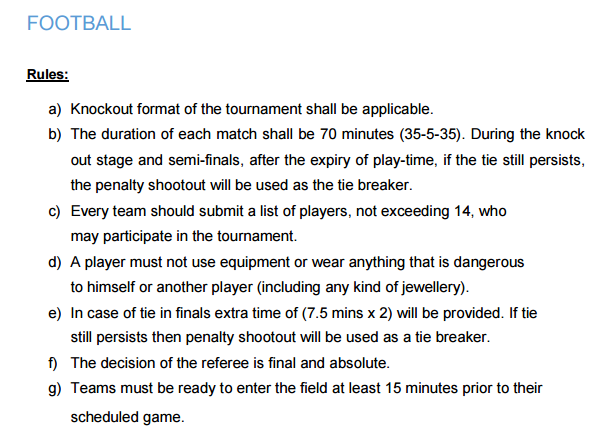 FOOTBALL
Rules:
a) Knockout format of the tournament shall be applicable.
b) The duration of each match shall be 70 minutes (35-5-35). During the knock
out stage and semi-finals, after the expiry of play-time, if the tie still persists,
the penalty shootout will be used as the tie breaker.
c) Every team should submit a list of players, not exceeding 14, who
may participate in the tournament.
d) A player must not use equipment or wear anything that is dangerous
to himself or another player (including any kind of jewellery).
e) In case of tie in finals extra time of (7.5 mins x 2) will be provided. If tie
still persists then penalty shootout will be used as a tie breaker.
f) The decision of the referee is final and absolute.
g) Teams must be ready to enter the field at least 15 minutes prior to their
scheduled game.